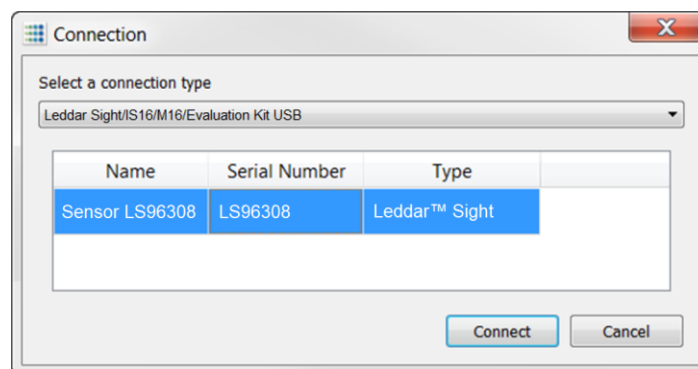 Connection
Select a connection type
Leddar Sight/IS16/M16/Evaluation Kit USB
Name Serial Number Type
Sensor LS96308 LS96308 Leddar™ Sight
Connect Cancel